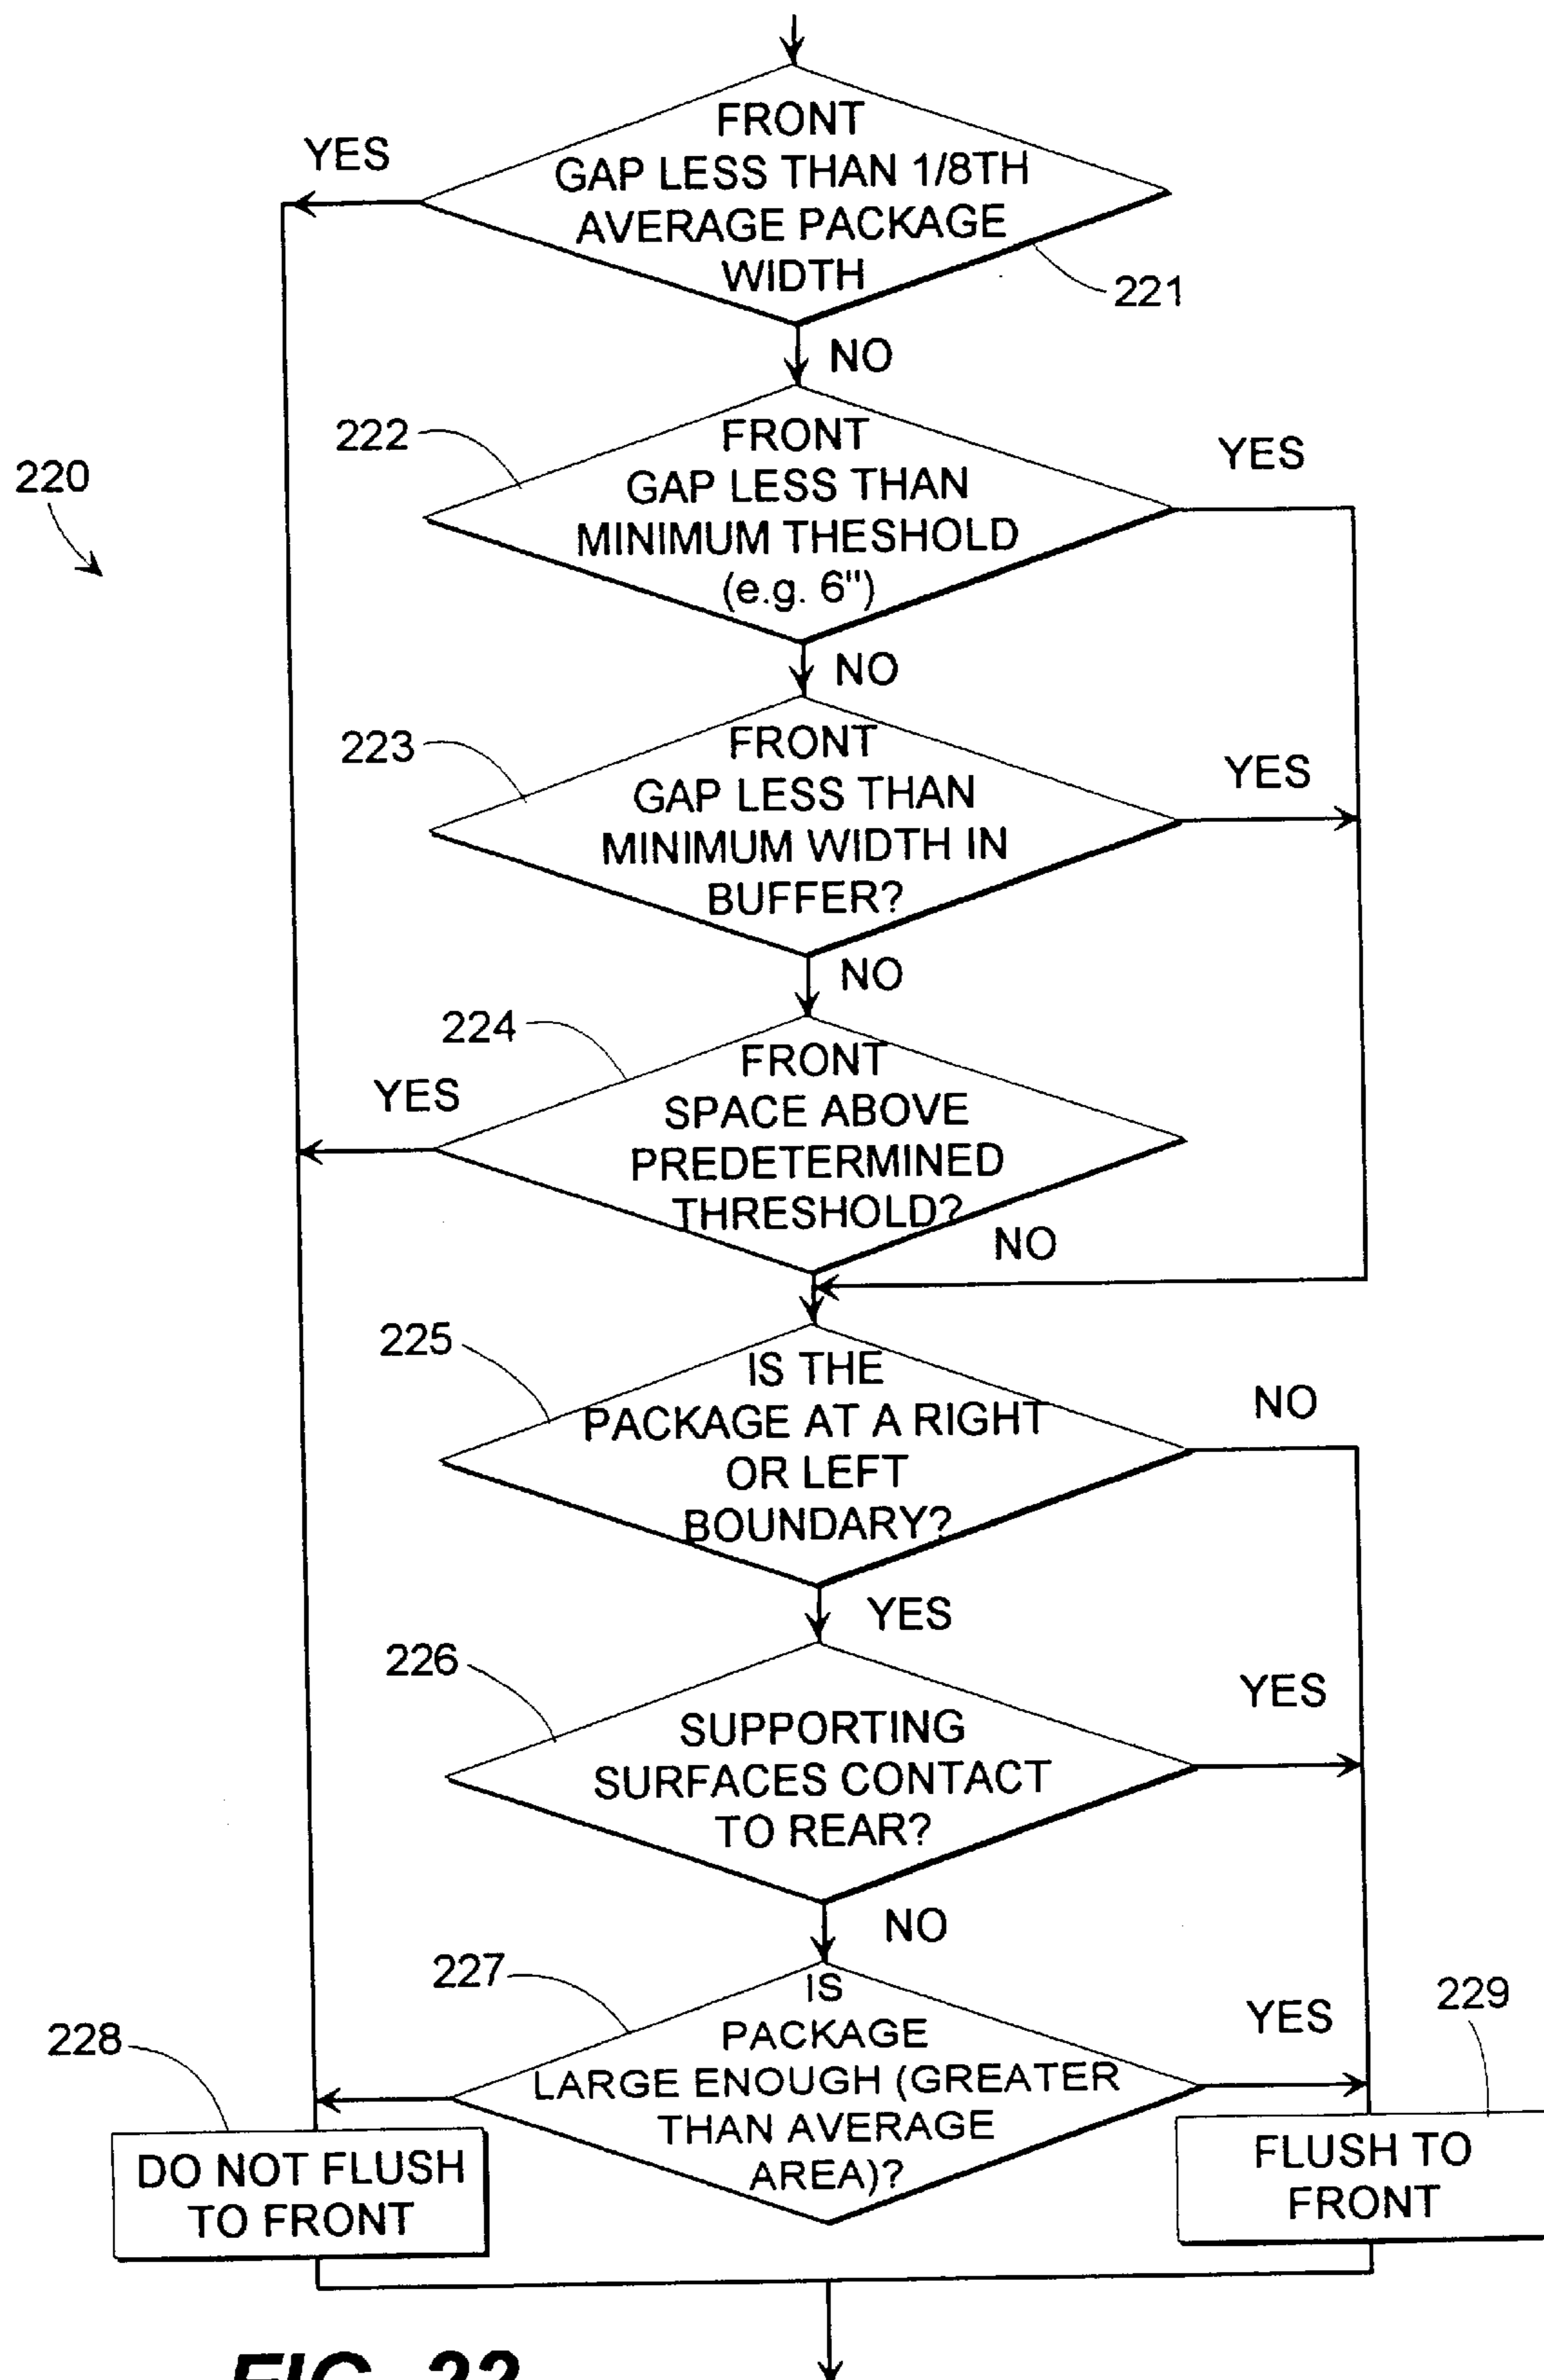 FRONT
GAP LESS THAN 1/8TH
AVERAGE PACKAGE
WIDTH
YES
221
NO
222
FRONT
GAP LESS THAN
MINIMUM THESHOLD
(e.g. 6")
YES
220
NO
223
FRONT
GAP LESS THAN
MINIMUM WIDTH IN
BUFFER?
YES
NO
224
FRONT
SPACE ABOVE
PREDETERMINED
THRESHOLD?
YES
NO
225
IS THE
PACKAGE AT A RIGHT
OR LEFT
BOUNDARY?
NO
YES
226
SUPPORTING
SURFACES CONTACT
TO REAR?
YES
NO
227
IS
PACKAGE
LARGE ENOUGH (GREATER
THAN AVERAGE
AREA)?
YES
228
DO NOT FLUSH
TO FRONT
229
FLUSH TO
FRONT
FIG. 22